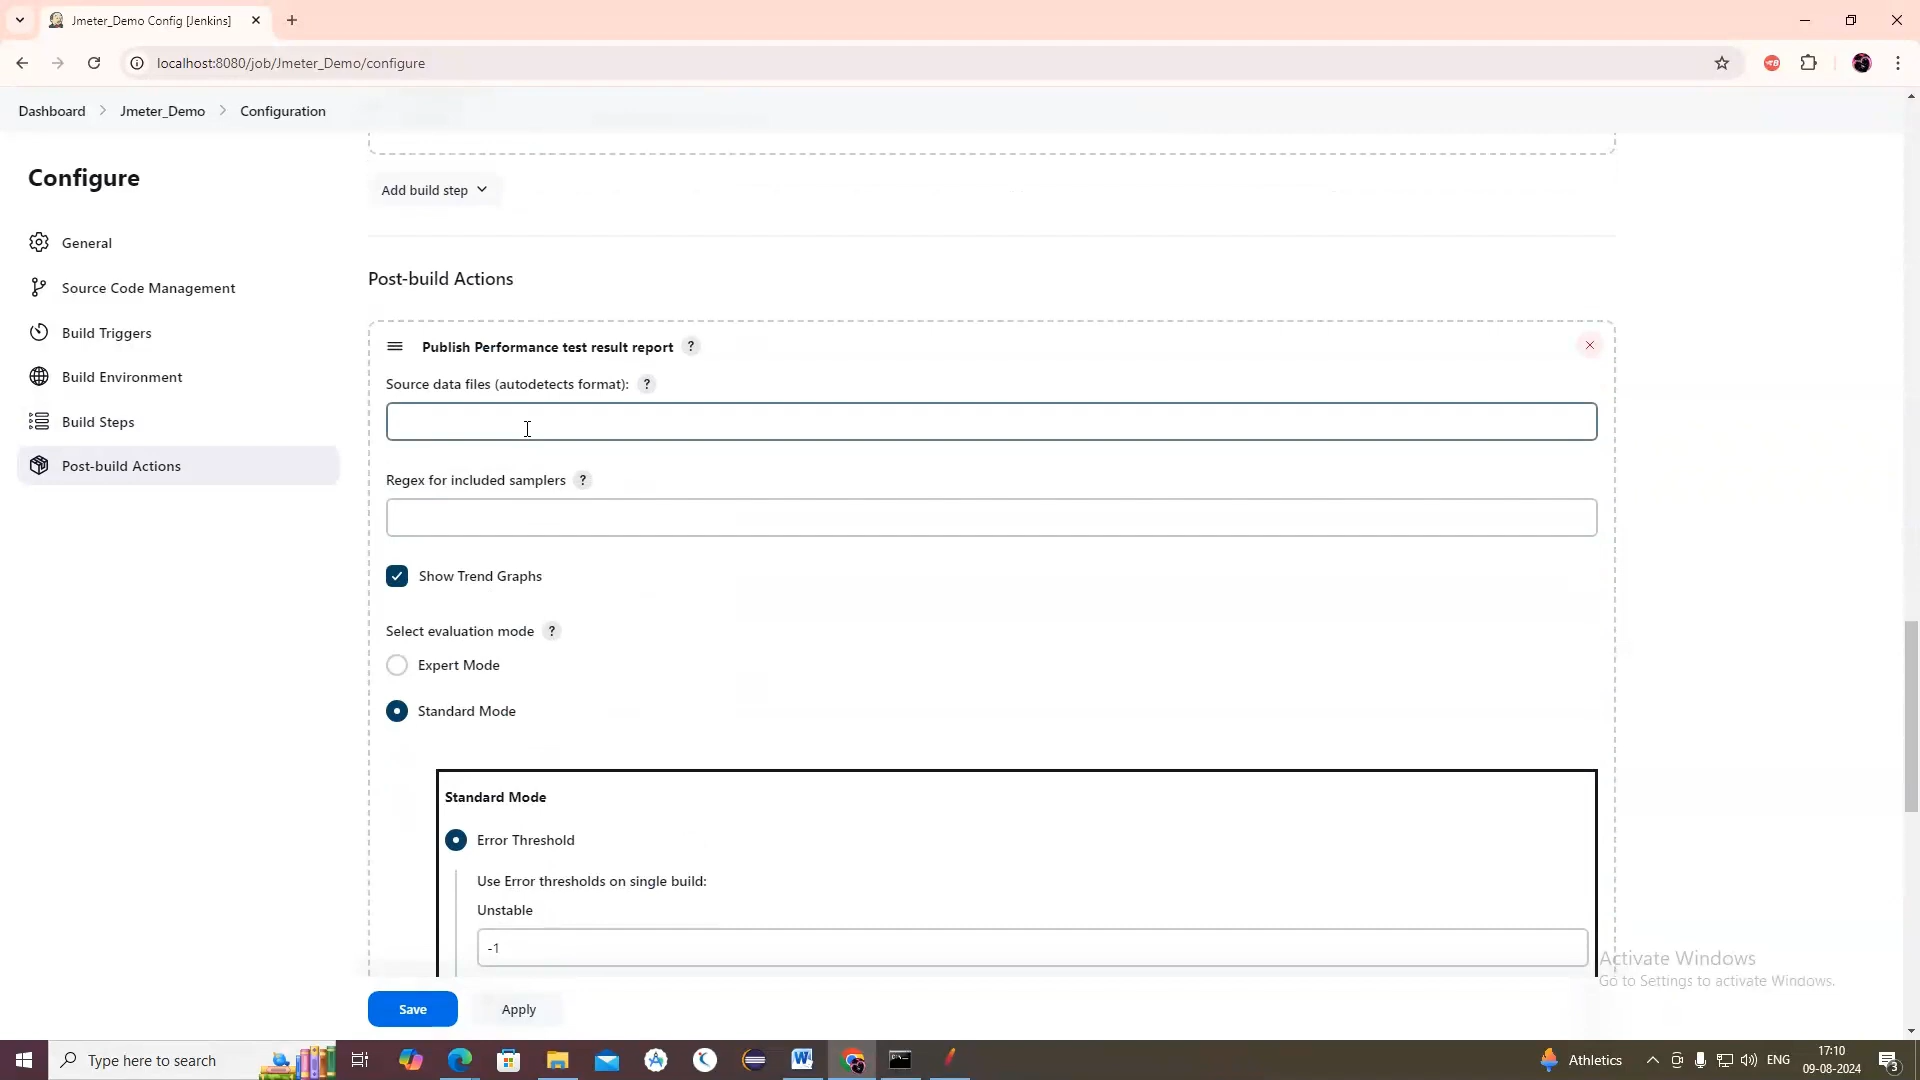 Jmeter_Demo Config [Jenkins]
localhost:8080/job/Jmeter_Demo/configure
Dashboard
Jmeter_Demo
Configuration
Configure
General
Source Code Management
Build Triggers
Build Environment
Build Steps
Post-build Actions
Add build step
Post-build Actions
Publish Performance test result report ?
Source data files (autodetects format): ?
Regex for included samplers ?
Show Trend Graphs
Select evaluation mode ?
Expert Mode
Standard Mode
Standard Mode
Error Threshold
Use Error thresholds on single build:
Unstable
-1
Activate Windows
Go to Settings to activate Windows.
Save
Apply
Type here to search
Athletics
ENG
17:10
09-08-2024
3